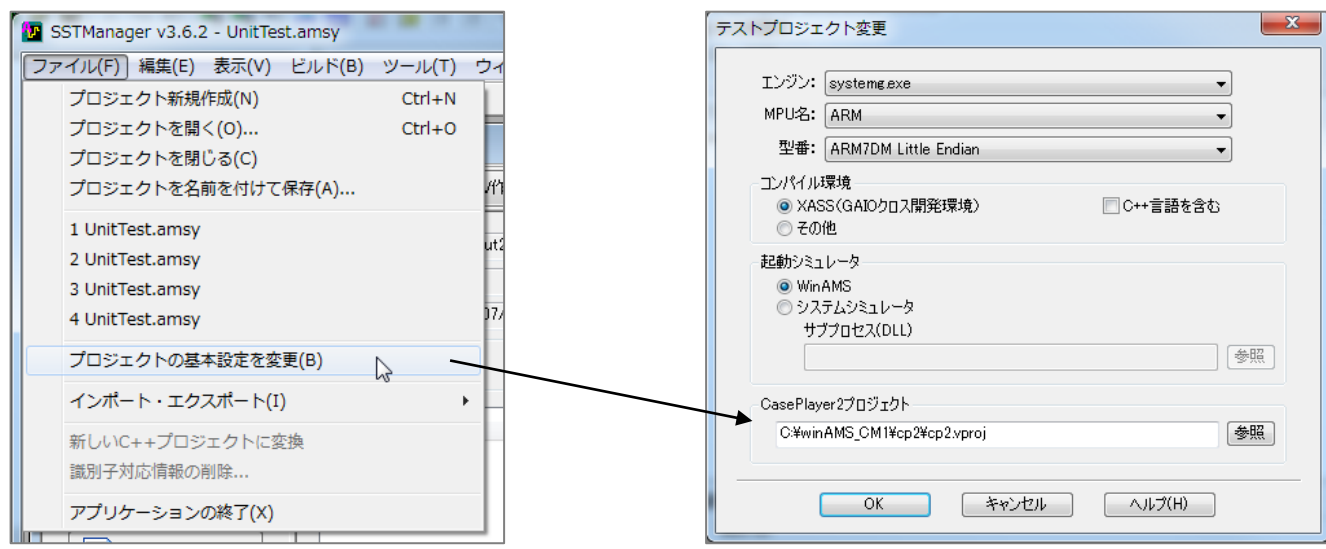 SSTManager v3.6.2 - UnitTest.amsy
ファイル(F) 編集(E) 表示(V) ビルド(B) ツール(T) ウィ
プロジェクト新規作成(N) Ctrl+N
プロジェクトを開く(O)... Ctrl+O
プロジェクトを閉じる(C)
プロジェクトを名前を付けて保存(A)...
1 UnitTest.amsy
2 UnitTest.amsy
3 UnitTest.amsy
4 UnitTest.amsy
プロジェクトの基本設定を変更(B)
インポート・エクスポート(I)
新しいC++プロジェクトに変換
識別子対応情報の削除...
アプリケーションの終了(X)
テストプロジェクト変更
エンジン: systemg.exe
MPU名: ARM
型番: ARM7DM Little Endian
コンパイル環境
XASS(GAIOクロス開発環境) C++言語を含む
その他
起動シミュレータ
WinAMS
システムシミュレータ
サブプロセス(DLL)
参照
CasePlayer2プロジェクト
C:¥winAMS_CM1¥cp2¥cp2.vproj 参照
OK キャンセル ヘルプ(H)